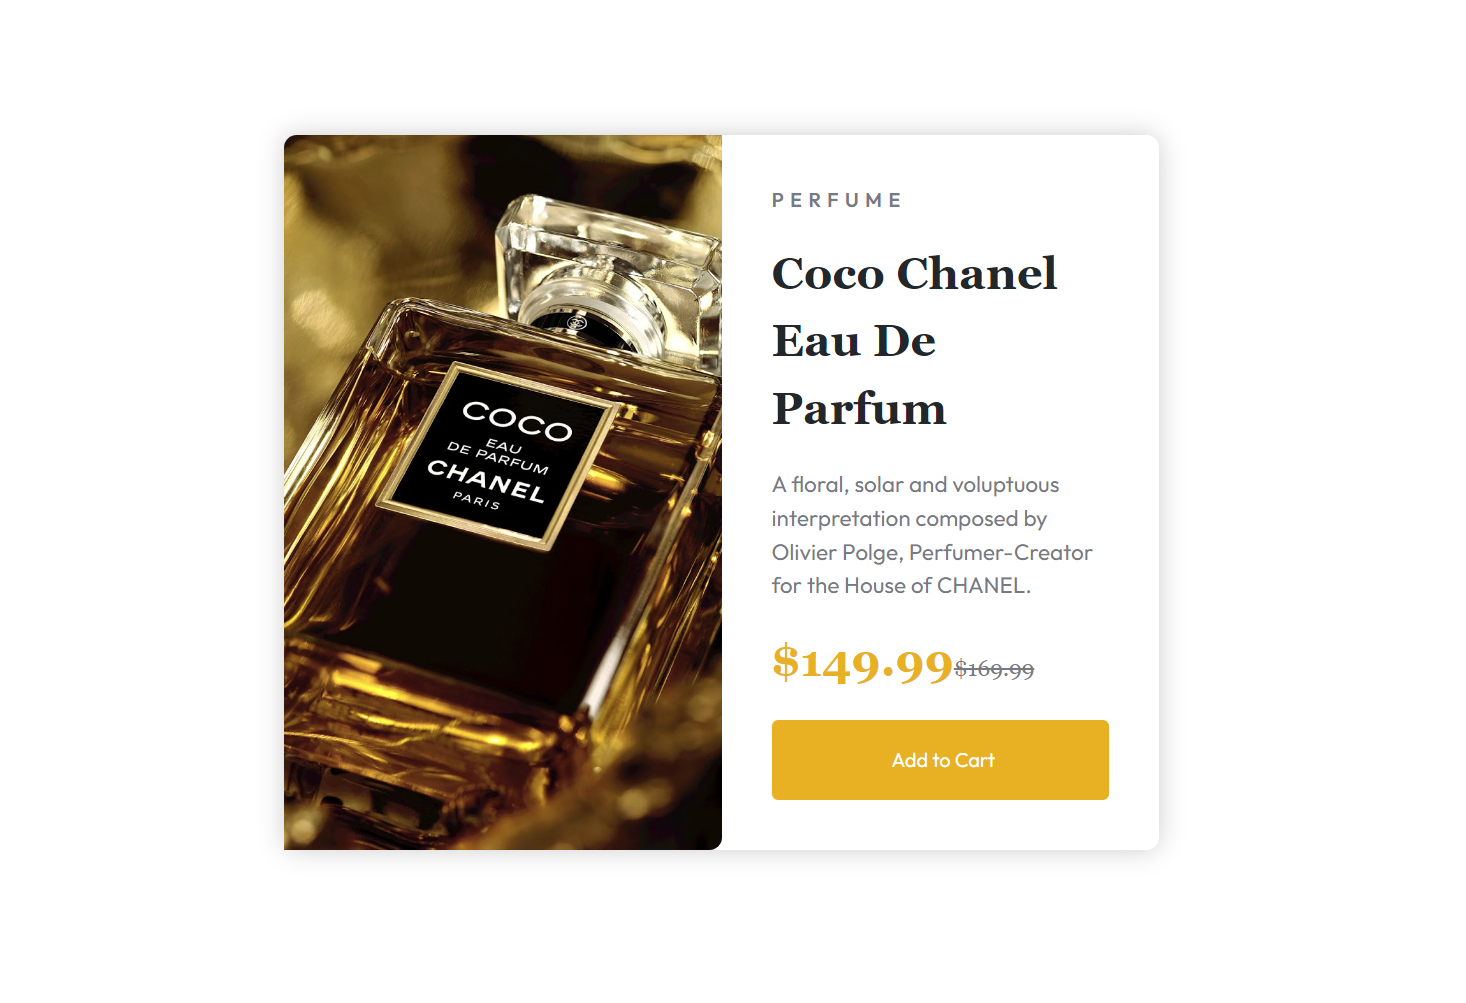 COCO
EAU
DE PARFUM
CHANEL
PARIS
PERFUME
Coco Chanel
Eau De
Parfum
A floral, solar and voluptuous
interpretation composed by
Olivier Polge, Perfumer-Creator
for the House of CHANEL.
$149.99$169.99
Add to Cart